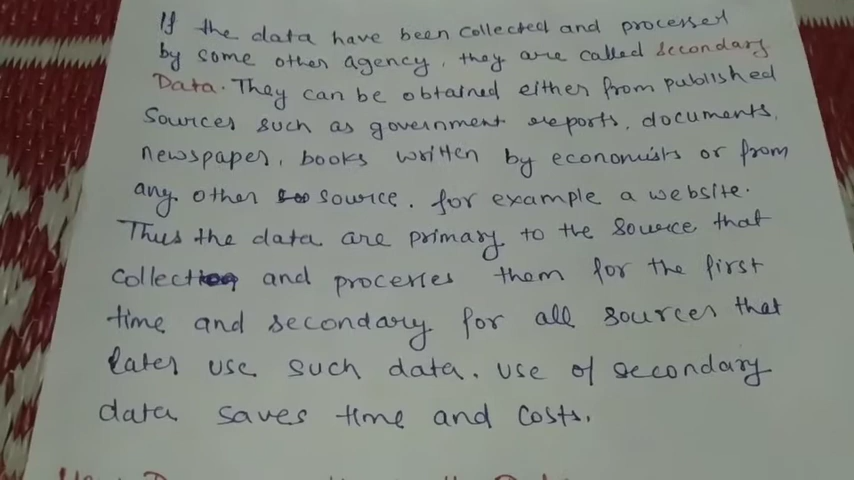 If the data have been collected and processed
by some other agency, they are called secondary
Data. They can be obtained either from published
sources such as government reports, documents,
newspaper, books written by economists or from
any other source. for example a website.
Thus the data are primary to the source that
collect and processes them for the first
time and secondary for all sources that
later use such data. Use of secondary
data saves time and costs.